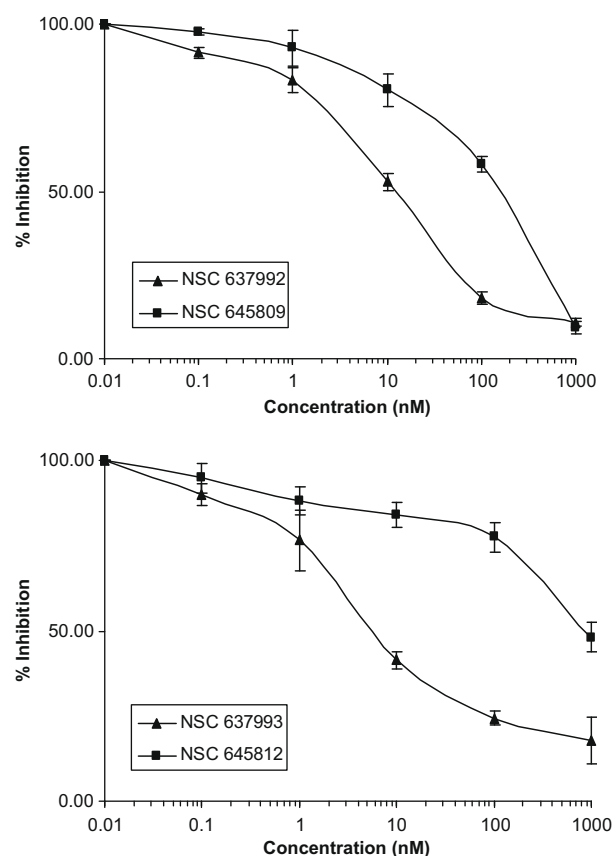 100.00
50.00
0.00
% Inhibition
NSC 637992
NSC 645809
0.01 0.1 1 10 100 1000
Concentration (nM)
100.00
50.00
0.00
% Inhibition
NSC 637993
NSC 645812
0.01 0.1 1 10 100 1000
Concentration (nM)